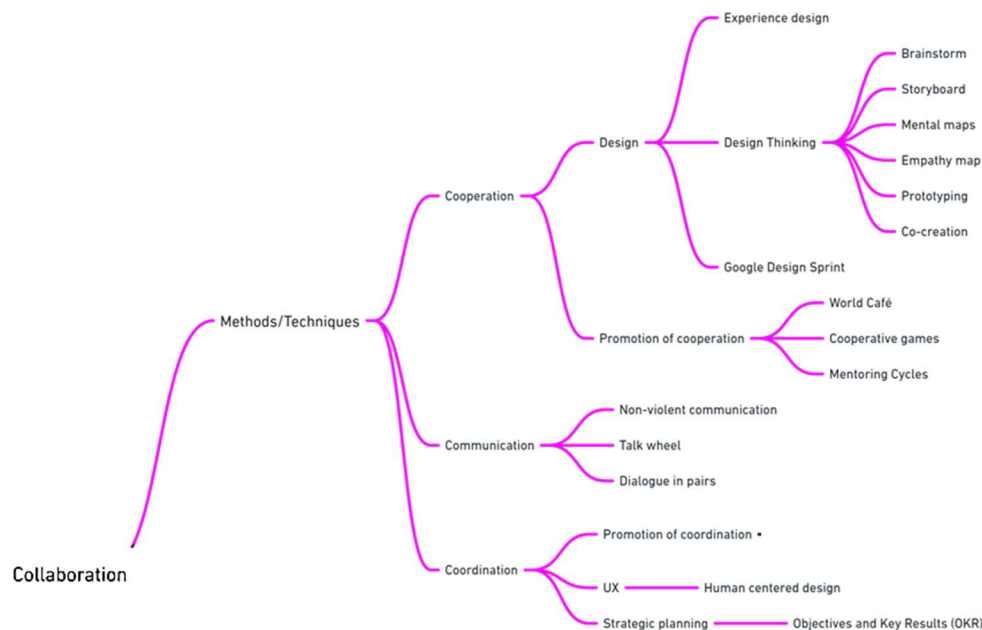 Experience design
Brainstorm
Storyboard
Mental maps
Design
Design Thinking
Empathy map
Cooperation
Prototyping
Co-creation
Google Design Sprint
World Café
Methods/Techniques
Promotion of cooperation
Cooperative games
Mentoring Cycles
Non-violent communication
Communication
Talk wheel
Dialogue in pairs
Promotion of coordination
Collaboration
Coordination
UX
Human centered design
Strategic planning
Objectives and Key Results (OKR)